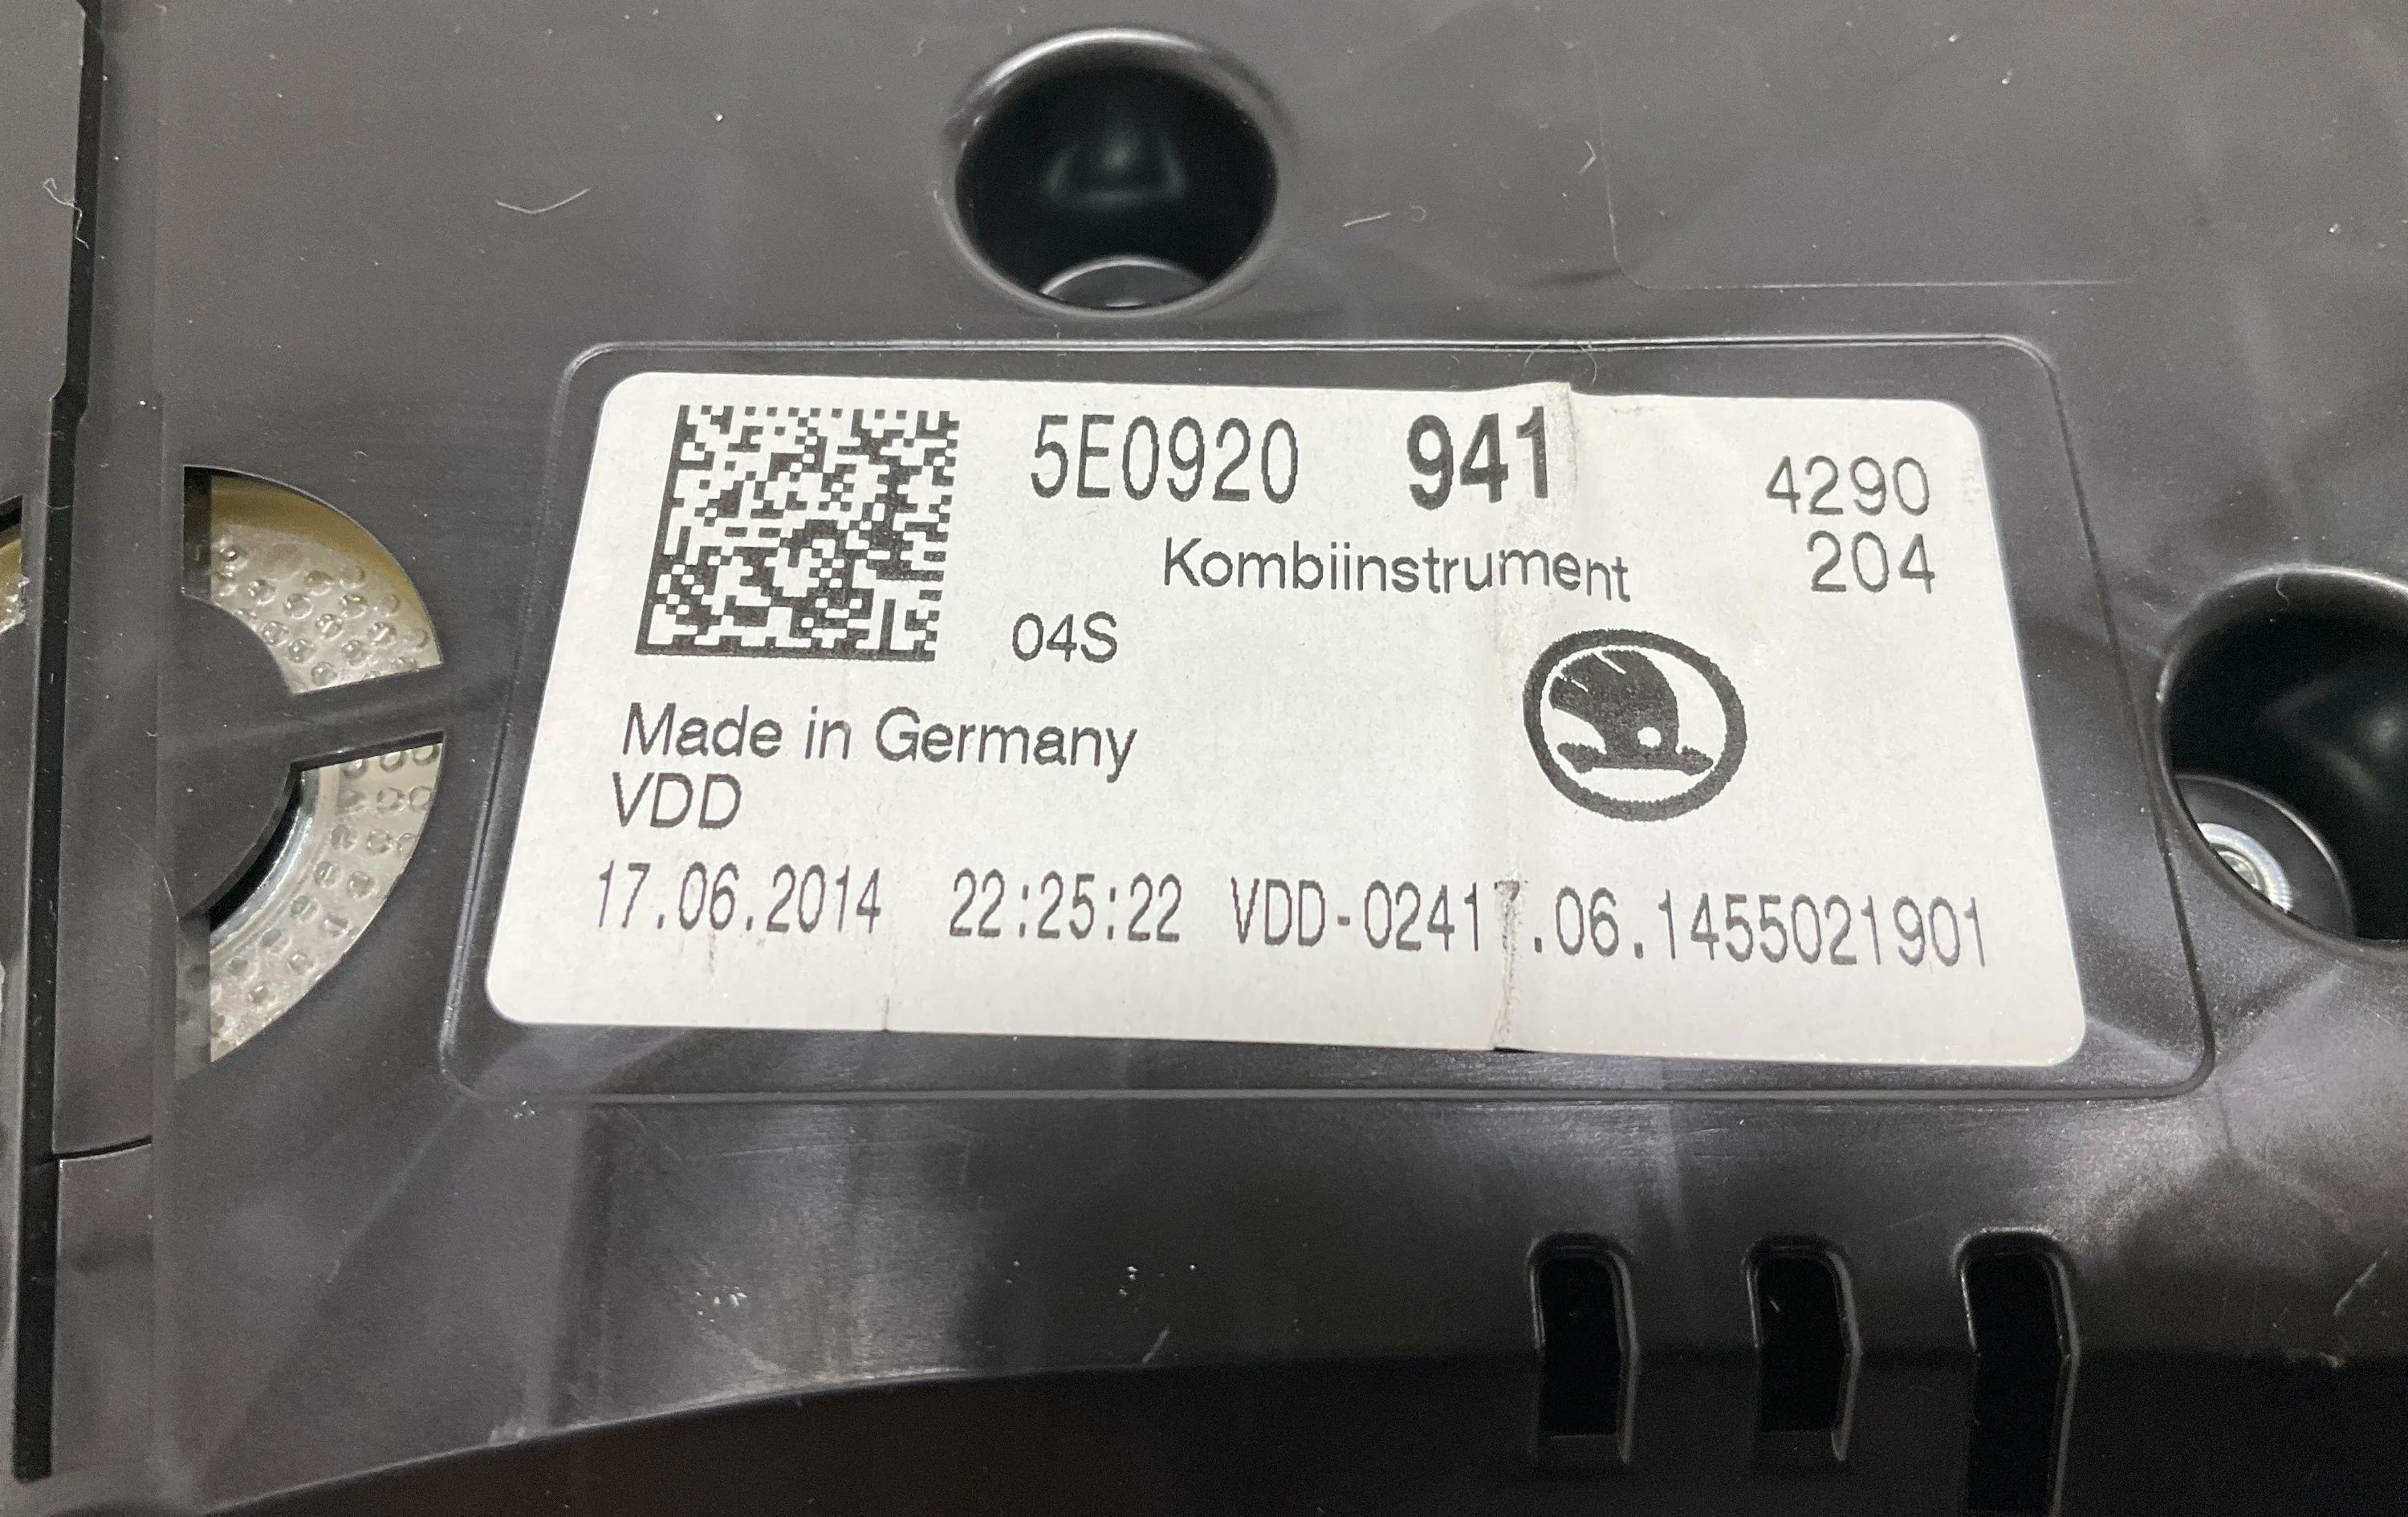 5E0920 941 4290
Kombiinstrument 204
04S
Made in Germany
VDD
17.06.2014 22:25:22 VDD-02417.06.1455021901